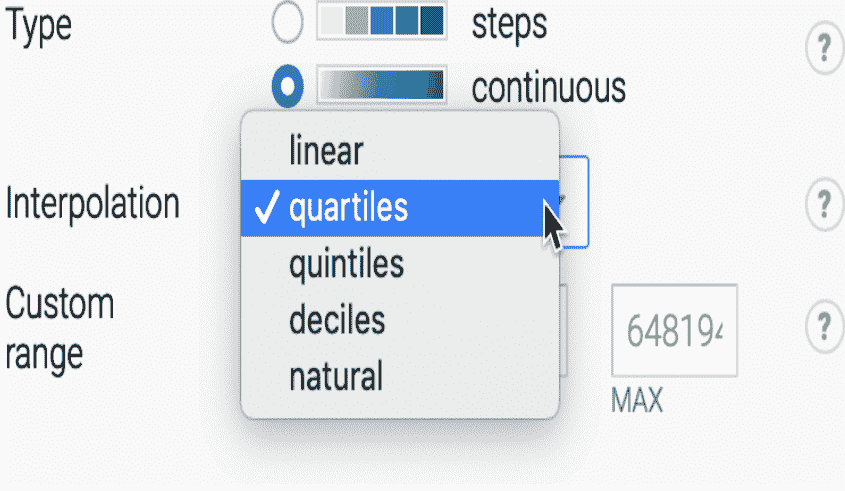 Type
steps
?
continuous
linear
Interpolation
✓ quartiles
?
quintiles
Custom
range
deciles
?
natural
MAX